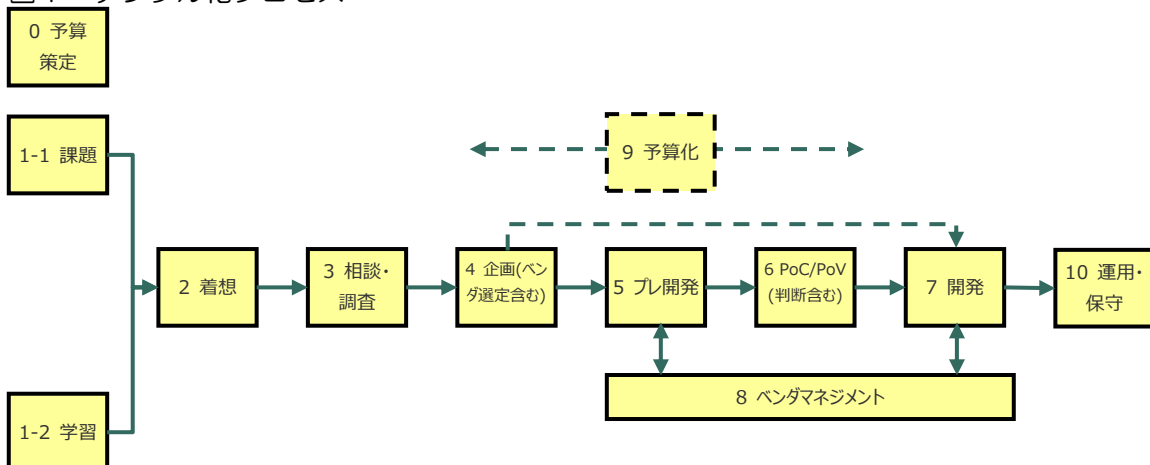 0 予算
策定
1-1 課題
9 予算化
2 着想
3 相談・
調査
4 企画(ベン
ダ選定含む)
5 プレ開発
6 PoC/PoV
(判断含む)
7 開発
10 運用・
保守
8 ベンダマネジメント
1-2 学習